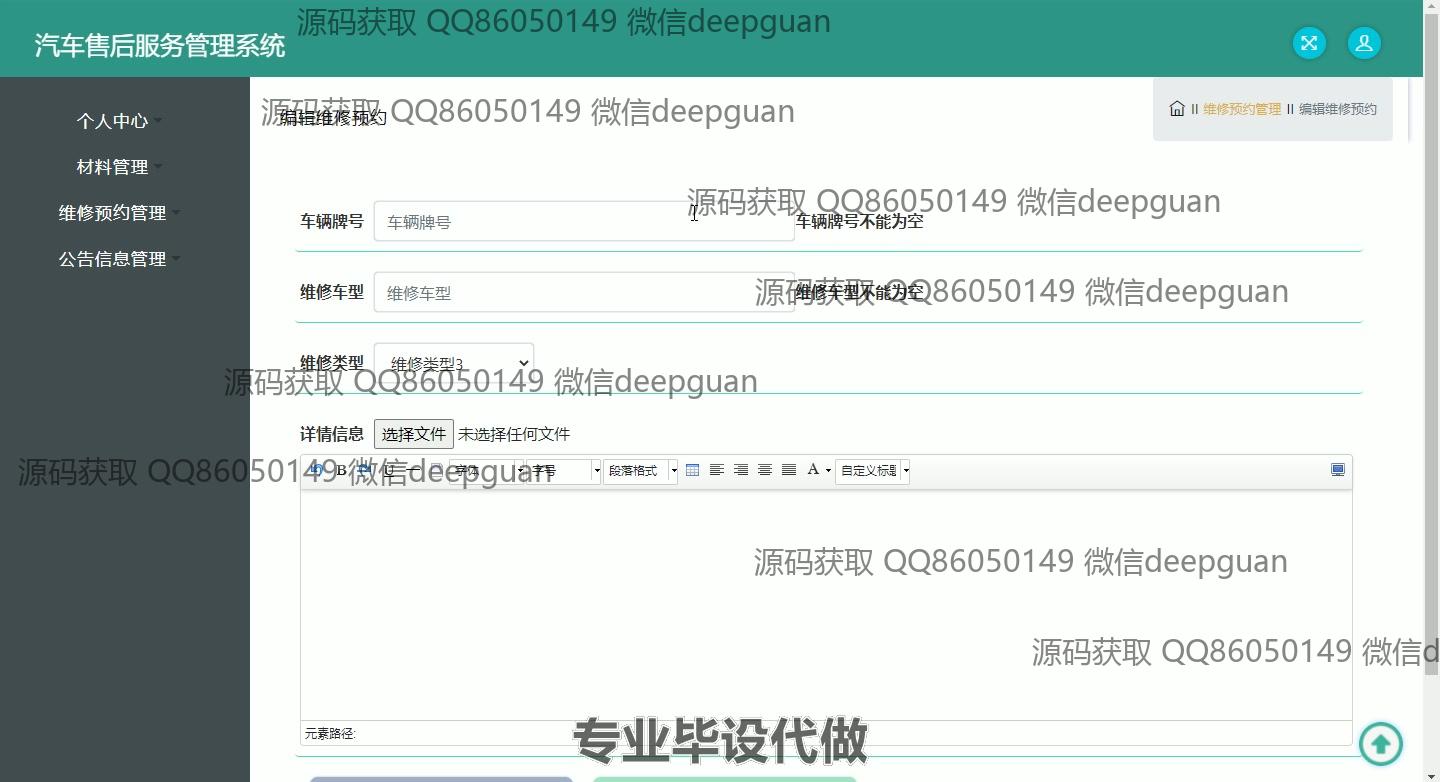 源码获取 QQ86050149 微信deepguan
汽车售后服务管理系统
个人中心
材料管理
维修预约管理
公告信息管理
源码获取 QQ86050149 微信deepguan
编辑维修预约
维修预约管理 编辑维修预约
源码获取 QQ86050149 微信deepguan
车辆牌号 车辆牌号 车辆牌号不能为空
源码获取 QQ86050149 微信deepguan
维修车型 维修车型 维修车型不能为空
维修类型 维修类型3
源码获取 QQ86050149 微信deepguan
详情信息 选择文件 未选择任何文件
源码获取 QQ86050149 微信deepguan
B U 字体 字号 段落格式 A 自定义标题
源码获取 QQ86050149 微信deepguan
源码获取 QQ86050149 微信d
元素路径:
专业毕设代做